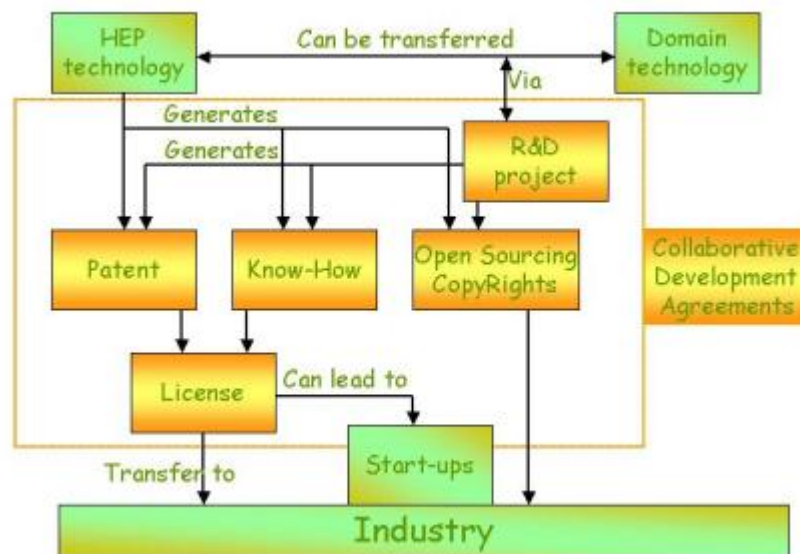 HEP
technology
Can be transferred
Domain
technology
Via
Generates
Generates
R&D
project
Patent
Know-How
Open Sourcing
CopyRights
Collaborative
Development
Agreements
License
Can lead to
Transfer to
Start-ups
Industry